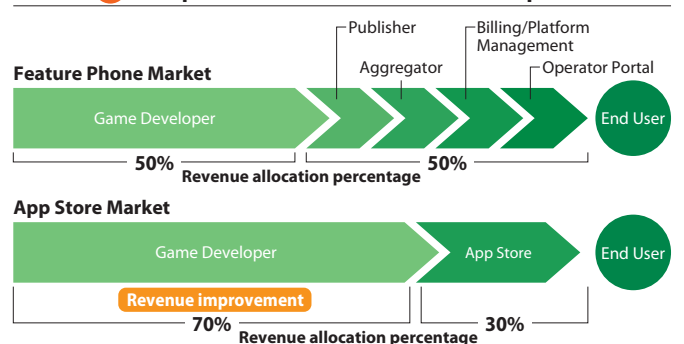 Publisher
Billing/Platform
Management
Aggregator
Operator Portal
Feature Phone Market
Game Developer
End User
50%
50%
Revenue allocation percentage
App Store Market
Game Developer
App Store
End User
Revenue improvement
70%
30%
Revenue allocation percentage